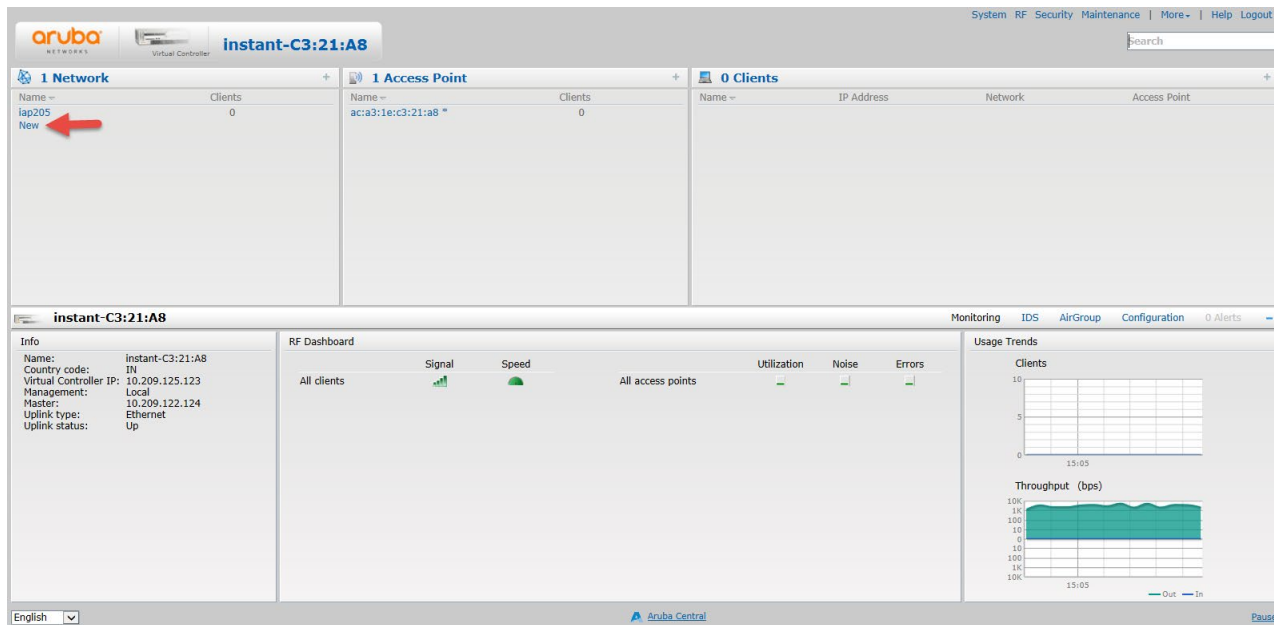 System RF Security Maintenance | More | Help Logout
aruba
NETWORKS
Virtual Controller
instant-C3:21:A8
Search
1 Network +
Name Clients
iap205 0
New
1 Access Point +
Name Clients
ac:a3:1e:c3:21:a8 * 0
0 Clients +
Name IP Address Network Access Point
instant-C3:21:A8
Monitoring IDS AirGroup Configuration 0 Alerts
Info
Name: instant-C3:21:A8
Country code: IN
Virtual Controller IP: 10.209.125.123
Management: Local
Master: 10.209.122.124
Uplink type: Ethernet
Uplink status: Up
RF Dashboard
Signal Speed
All clients
Utilization Noise Errors
All access points
Usage Trends
Clients
10
5
0
15:05
Throughput (bps)
10K
1K
100
10
0
10
100
1K
10K
15:05
Out In
English
Aruba Central
Pause